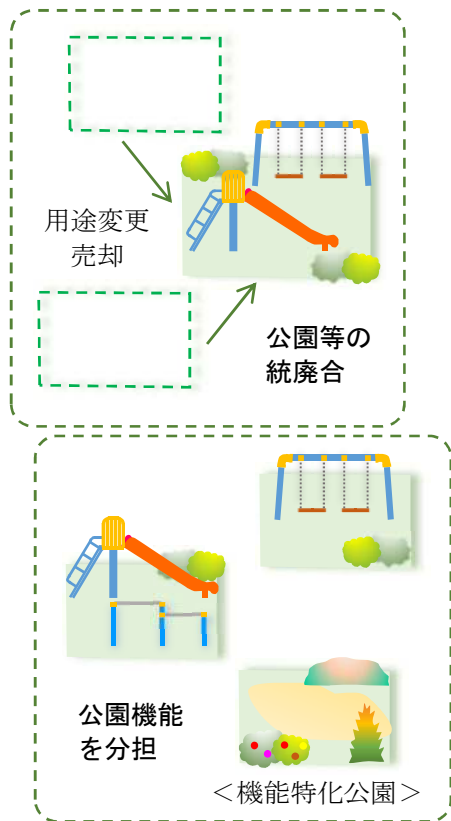 用途変更
売却
公園等の
統廃合
公園機能
を分担
＜機能特化公園＞